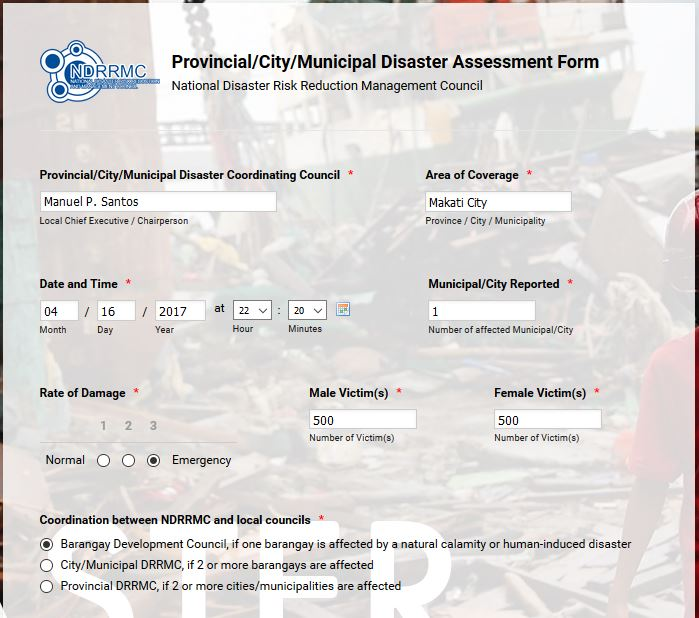 NDRRMC
Provincial/City/Municipal Disaster Assessment Form
National Disaster Risk Reduction Management Council
Provincial/City/Municipal Disaster Coordinating Council *
Area of Coverage *
Manuel P. Santos
Makati City
Local Chief Executive / Chairperson
Province / City / Municipality
Date and Time *
Municipal/City Reported *
04 / 16 / 2017 at 22 : 20
1
Month Day Year Hour Minutes
Number of affected Municipal/City
Rate of Damage *
Male Victim(s) *
Female Victim(s) *
1 2 3
500
500
Number of Victim(s)
Number of Victim(s)
Normal Emergency
Coordination between NDRRMC and local councils *
Barangay Development Council, if one barangay is affected by a natural calamity or human-induced disaster
City/Municipal DRRMC, if 2 or more barangays are affected
Provincial DRRMC, if 2 or more cities/municipalities are affected
STER